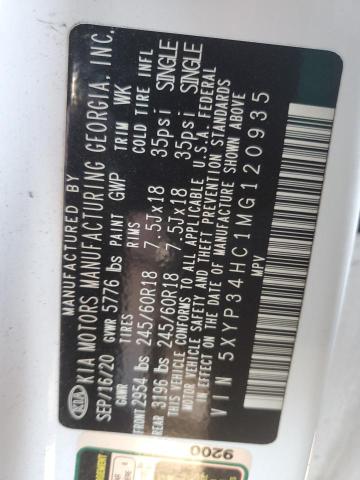 MANUFACTURED BY
KIA KIA MOTORS MANUFACTURING GEORGIA, INC.
SEP/16/20 GVWR 5776 lbs PAINT GWP TRIM WK
GAWR TIRES RIMS COLD TIRE INFL
FRONT 2954 lbs 245/60R18 7.5Jx18 35psi SINGLE
REAR 3196 lbs 245/60R18 7.5Jx18 35psi SINGLE
THIS VEHICLE CONFORMS TO ALL APPLICABLE U.S.A. FEDERAL
MOTOR VEHICLE SAFETY AND THEFT PREVENTION STANDARDS
IN EFFECT ON THE DATE OF MANUFACTURE SHOWN ABOVE
VIN 5XYP34HC1MG120935
MPV
9200